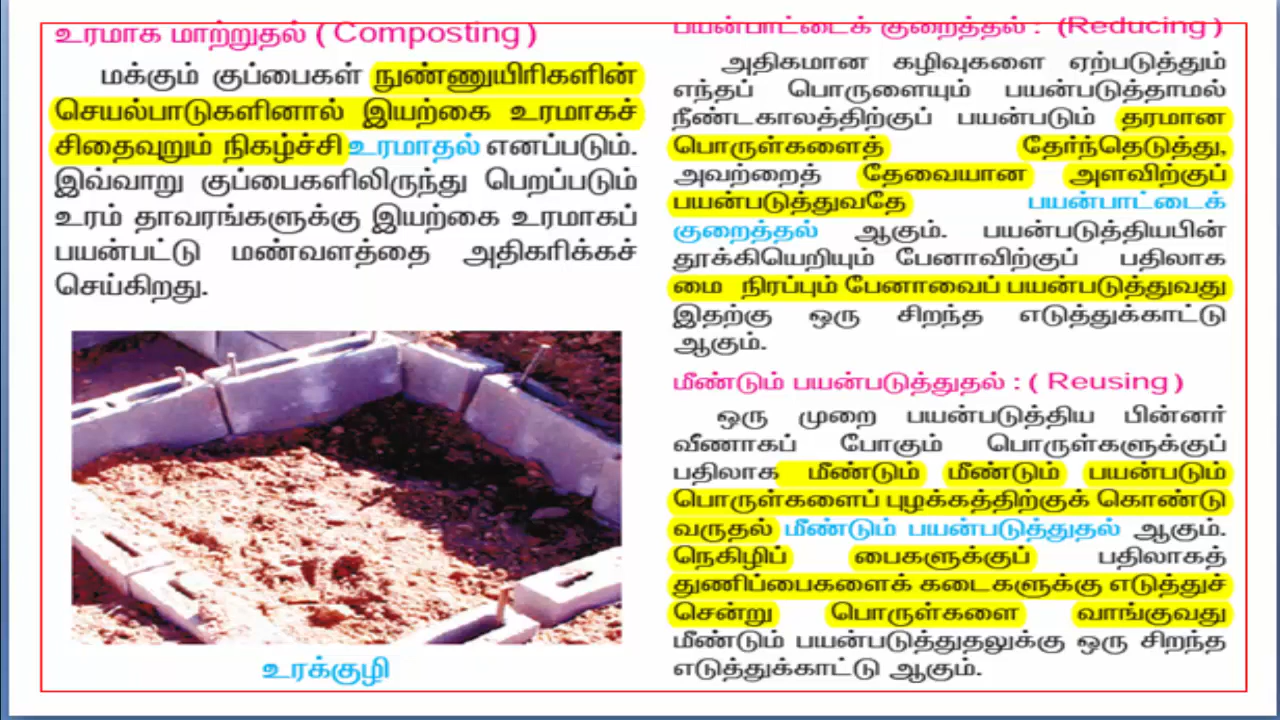 உரமாக மாற்றுதல் ( Composting )
மக்கும் குப்பைகள் நுண்ணுயிரிகளின்
செயல்பாடுகளினால் இயற்கை உரமாகச்
சிதைவுறும் நிகழ்ச்சி உரமாதல் எனப்படும்.
இவ்வாறு குப்பைகளிலிருந்து பெறப்படும்
உரம் தாவரங்களுக்கு இயற்கை உரமாகப்
பயன்பட்டு மண்வளத்தை அதிகரிக்கச்
செய்கிறது.
உரக்குழி
பயன்பாட்டைக் குறைத்தல் : (Reducing )
அதிகமான கழிவுகளை ஏற்படுத்தும்
எந்தப் பொருளையும் பயன்படுத்தாமல்
நீண்டகாலத்திற்குப் பயன்படும் தரமான
பொருள்களைத் தேர்ந்தெடுத்து,
அவற்றைத் தேவையான அளவிற்குப்
பயன்படுத்துவதே பயன்பாட்டைக்
குறைத்தல் ஆகும். பயன்படுத்தியபின்
தூக்கியெறியும் பேனாவிற்குப் பதிலாக
மை நிரப்பும் பேனாவைப் பயன்படுத்துவது
இதற்கு ஒரு சிறந்த எடுத்துக்காட்டு
ஆகும்.
மீண்டும் பயன்படுத்துதல் : ( Reusing )
ஒரு முறை பயன்படுத்திய பின்னர்
வீணாகப் போகும் பொருள்களுக்குப்
பதிலாக மீண்டும் மீண்டும் பயன்படும்
பொருள்களைப் புழக்கத்திற்குக் கொண்டு
வருதல் மீண்டும் பயன்படுத்துதல் ஆகும்.
நெகிழிப் பைகளுக்குப் பதிலாகத்
துணிப்பைகளைக் கடைகளுக்கு எடுத்துச்
சென்று பொருள்களை வாங்குவது
மீண்டும் பயன்படுத்துதலுக்கு ஒரு சிறந்த
எடுத்துக்காட்டு ஆகும்.